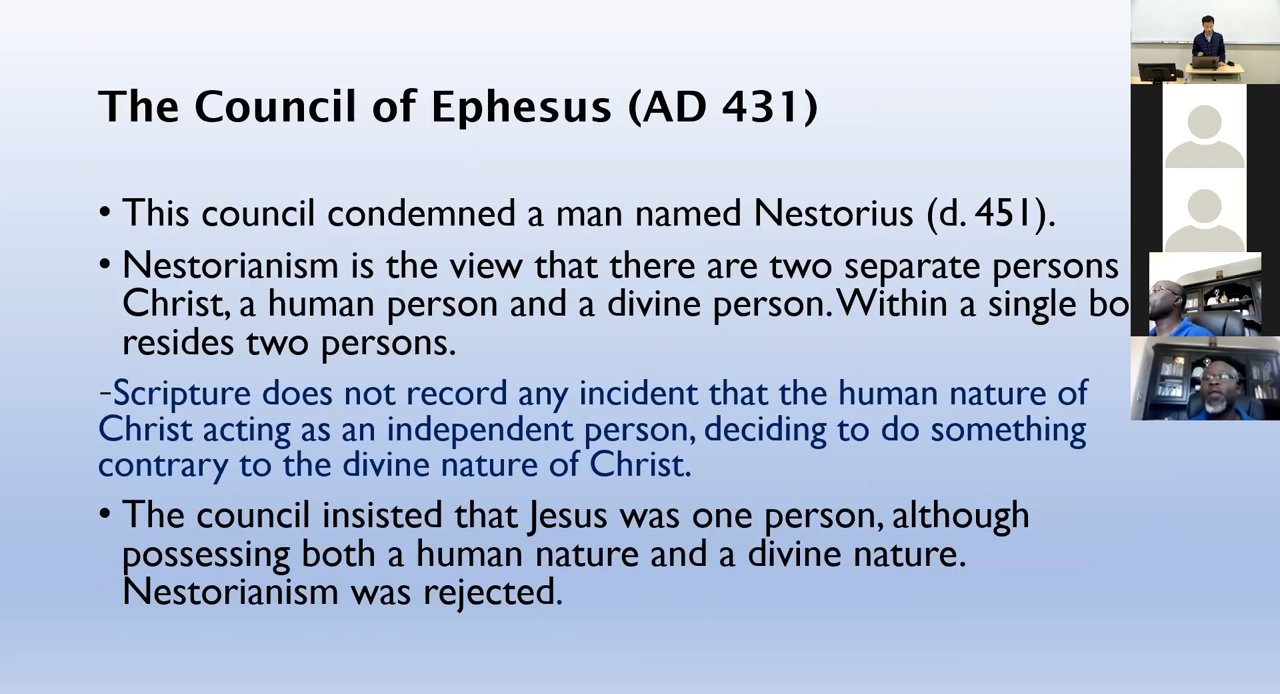 The Council of Ephesus (AD 431)
• This council condemned a man named Nestorius (d. 451).
• Nestorianism is the view that there are two separate persons
Christ, a human person and a divine person. Within a single bo
resides two persons.
-Scripture does not record any incident that the human nature of
Christ acting as an independent person, deciding to do something
contrary to the divine nature of Christ.
• The council insisted that Jesus was one person, although
possessing both a human nature and a divine nature.
Nestorianism was rejected.